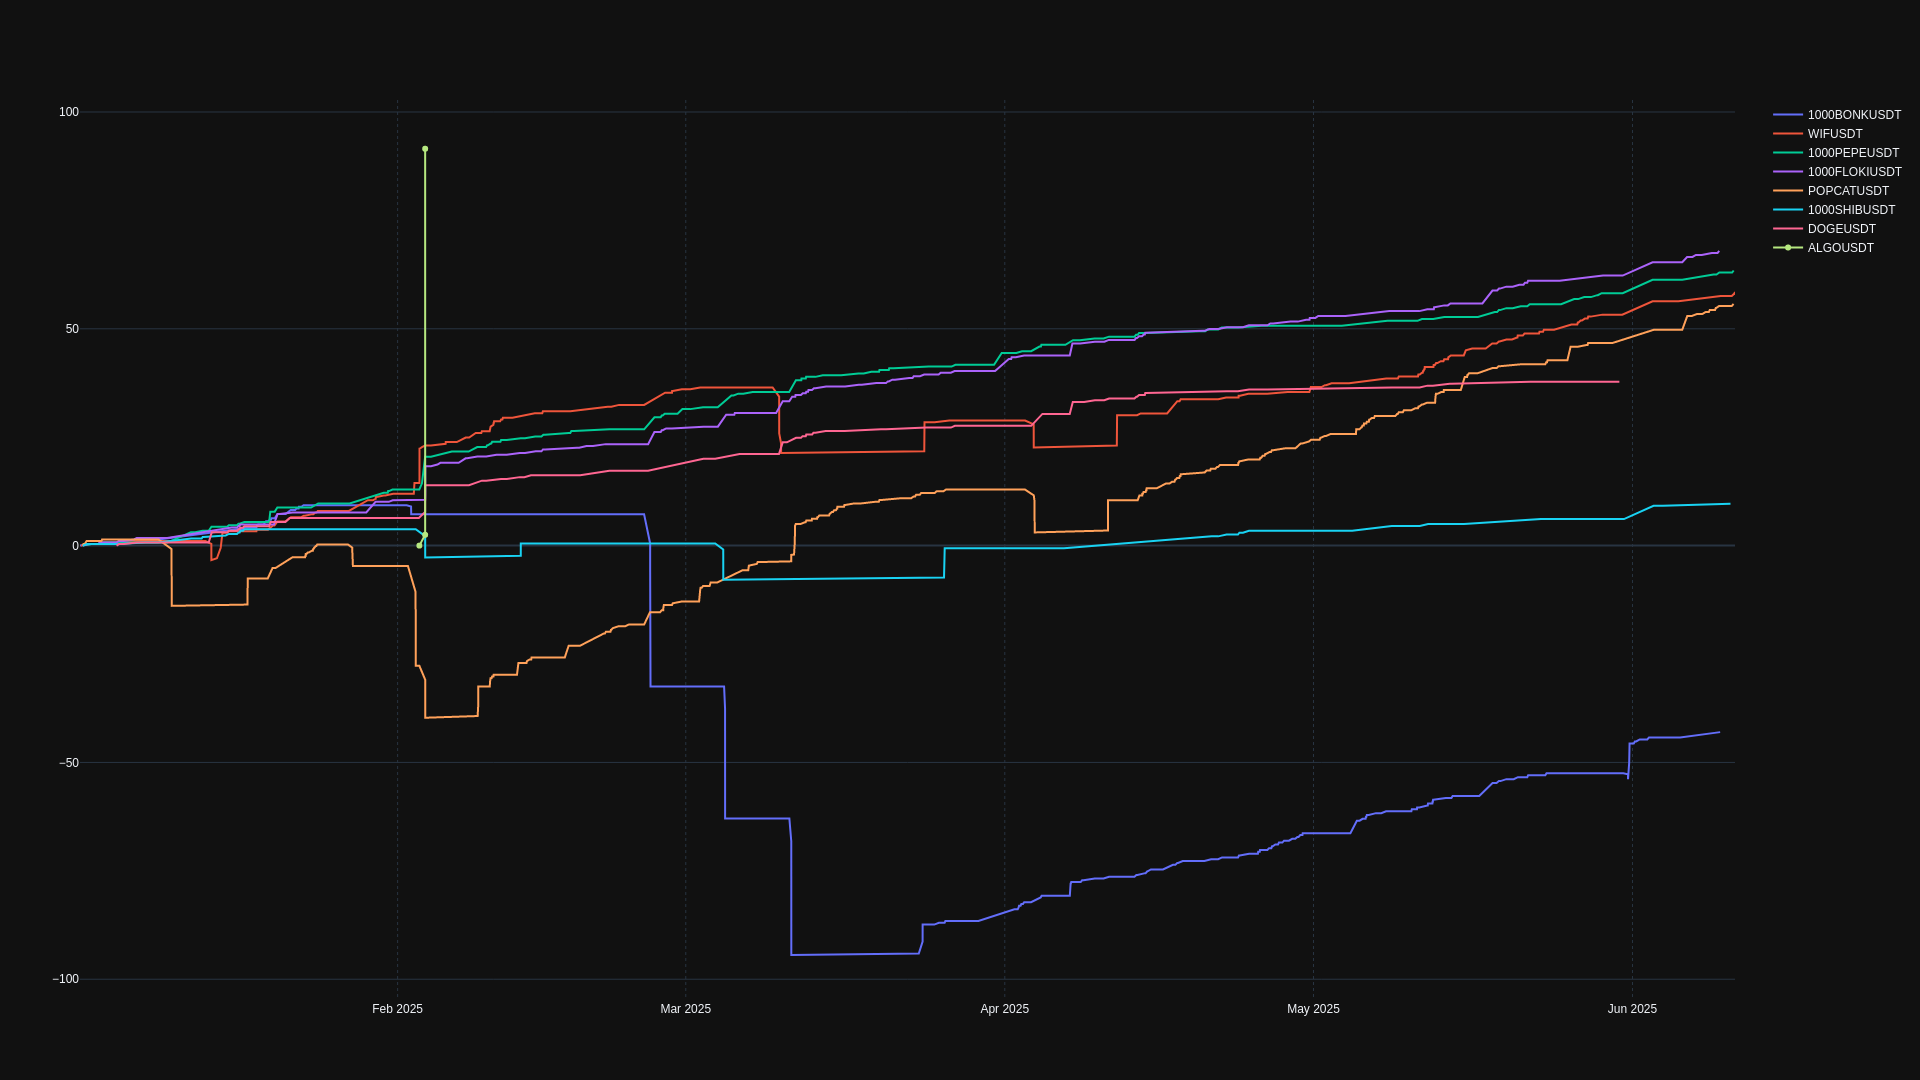 100
50
0
−50
−100
Feb 2025
Mar 2025
Apr 2025
May 2025
Jun 2025
1000BONKUSDT
WIFUSDT
1000PEPEUSDT
1000FLOKIUSDT
POPCATUSDT
1000SHIBUSDT
DOGEUSDT
ALGOUSDT